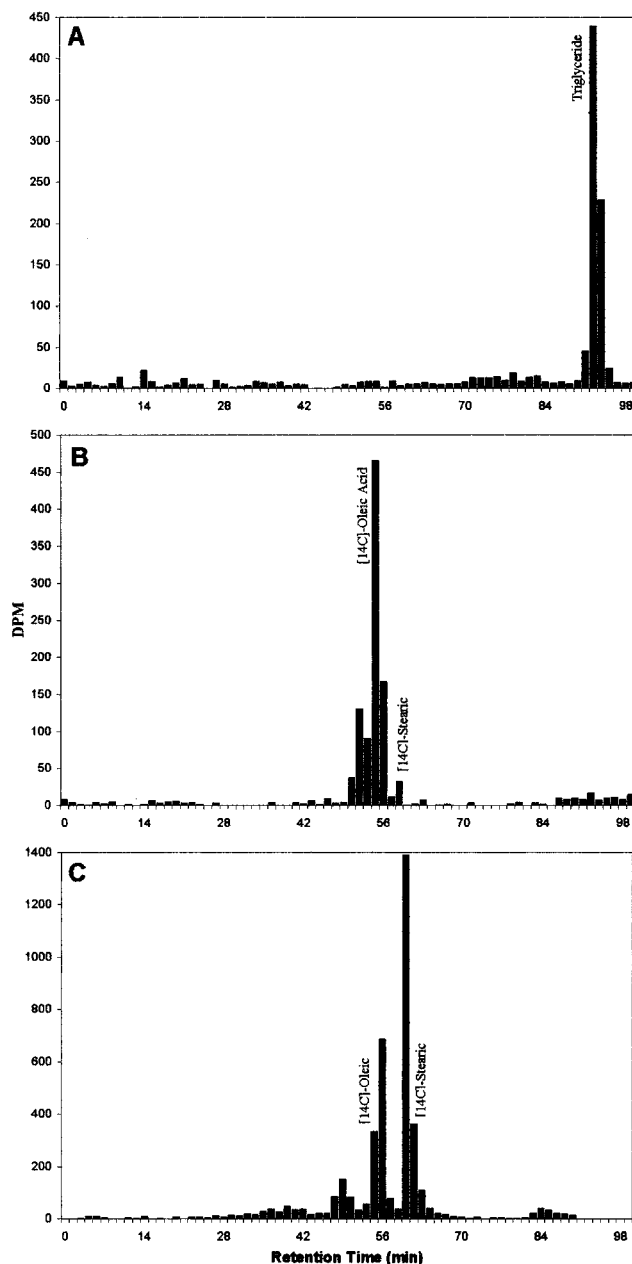 A
450
400
350
300
250
200
150
100
50
0
Triglyceride
0 14 28 42 56 70 84 98
B
500
450
400
350
300
250
200
150
100
50
0
DPM
[14C]-Oleic Acid
[14C]-Stearic
0 14 28 42 56 70 84 98
C
1400
1200
1000
800
600
400
200
0
[14C]-Oleic
[14C]-Stearic
0 14 28 42 56 70 84 98
Retention Time (min)